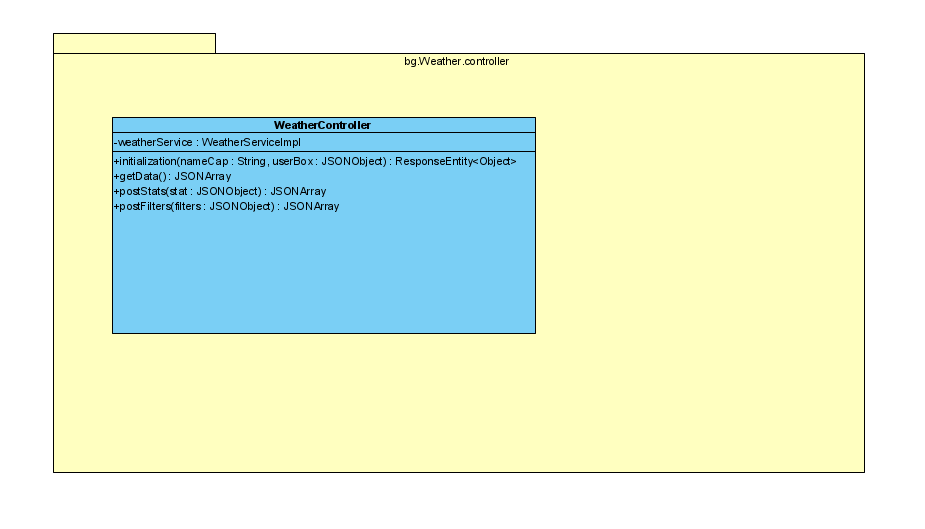 bg.Weather.controller
WeatherController
-weatherService : WeatherServiceImpl
+initialization(nameCap : String, userBox : JSONObject) : ResponseEntity<Object>
+getData() : JSONArray
+postStats(stat : JSONObject) : JSONArray
+postFilters(filters : JSONObject) : JSONArray